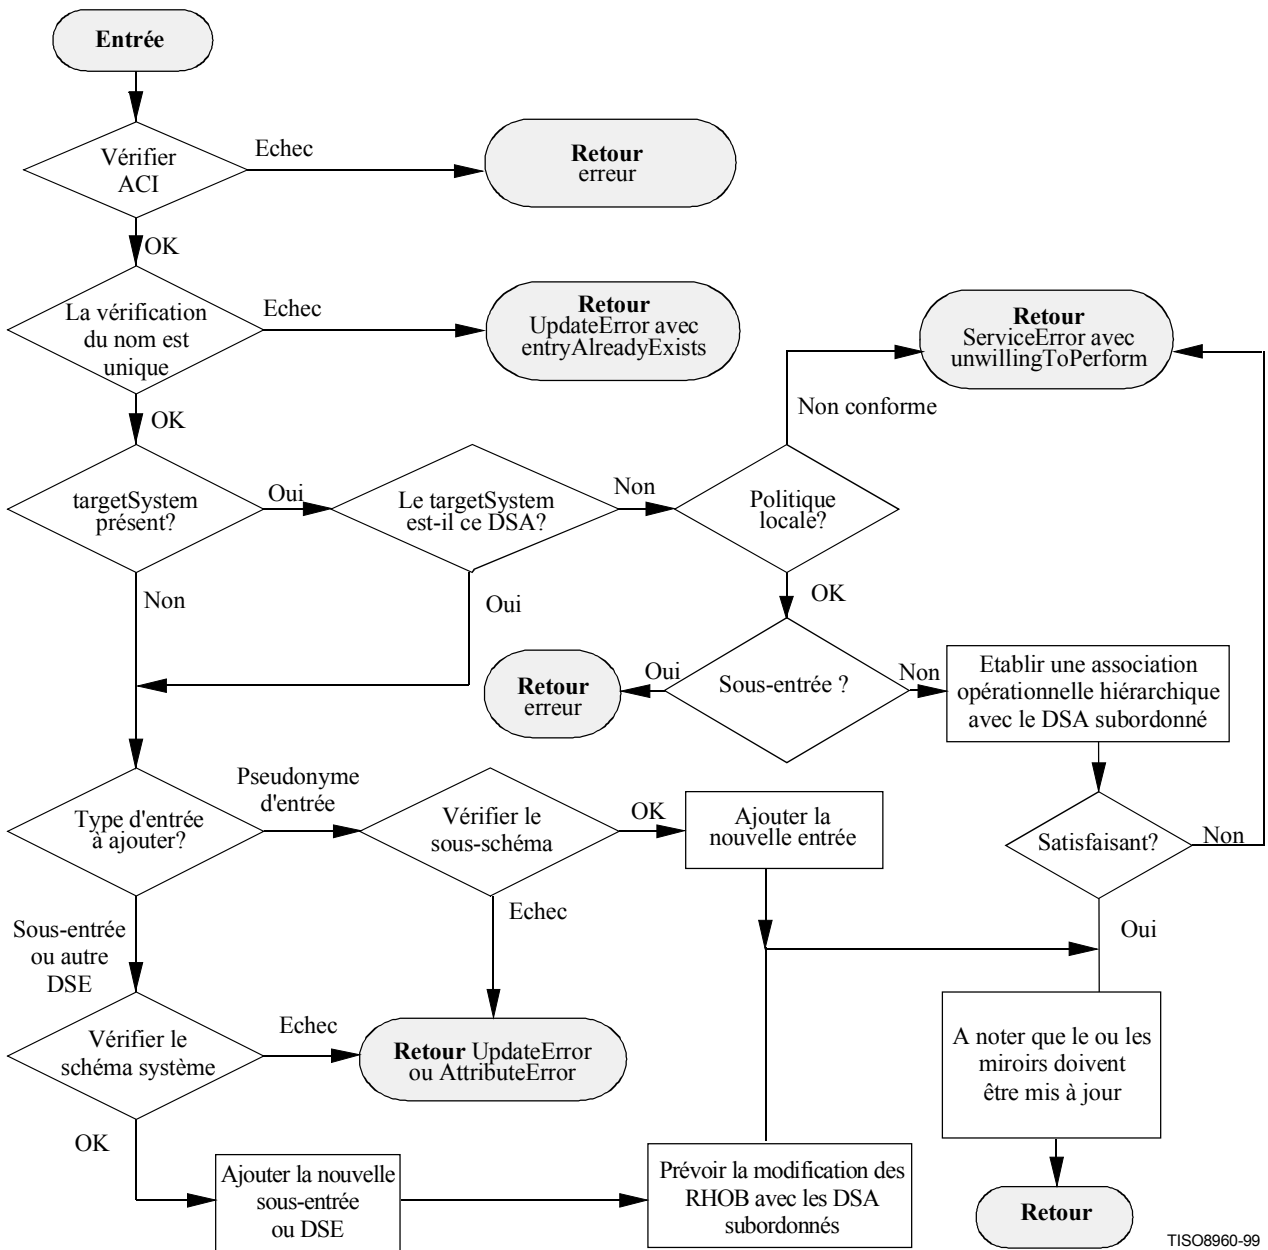 Entrée
Vérifier
ACI
Echec
Retour
erreur
OK
La vérification
du nom est
unique
Echec
Retour
UpdateError avec
entryAlreadyExists
Retour
ServiceError avec
unwillingToPerform
OK
Non conforme
targetSystem
présent?
Oui
Le targetSystem
est-il ce DSA?
Non
Politique
locale?
Non
Oui
OK
Retour
erreur
Oui
Sous-entrée ?
Non
Etablir une association
opérationnelle hiérarchique
avec le DSA subordonné
Type d'entrée
à ajouter?
Pseudonyme
d'entrée
Vérifier le
sous-schéma
OK
Ajouter la
nouvelle entrée
Satisfaisant?
Non
Echec
Oui
Sous-entrée
ou autre
DSE
Vérifier le
schéma système
Echec
Retour UpdateError
ou AttributeError
A noter que le ou les
miroirs doivent
être mis à jour
OK
Ajouter la nouvelle
sous-entrée
ou DSE
Prévoir la modification des
RHOB avec les DSA
subordonnés
Retour
TISO8960-99